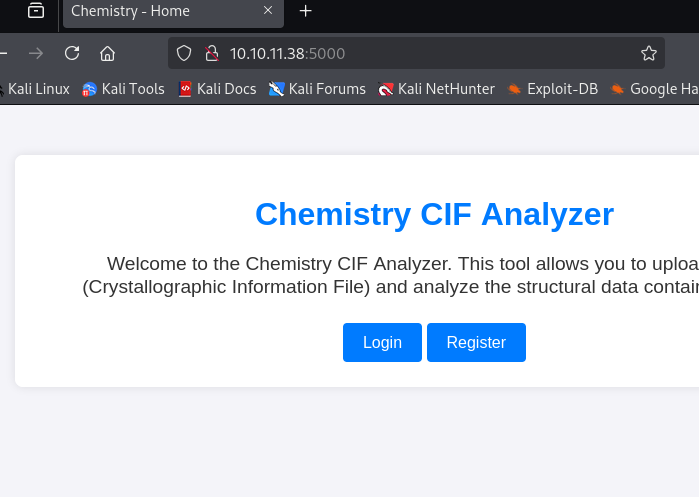 Chemistry - Home
10.10.11.38:5000
Kali Linux Kali Tools Kali Docs Kali Forums Kali NetHunter Exploit-DB Google Ha
Chemistry CIF Analyzer
Welcome to the Chemistry CIF Analyzer. This tool allows you to uploa
(Crystallographic Information File) and analyze the structural data contain
Login Register